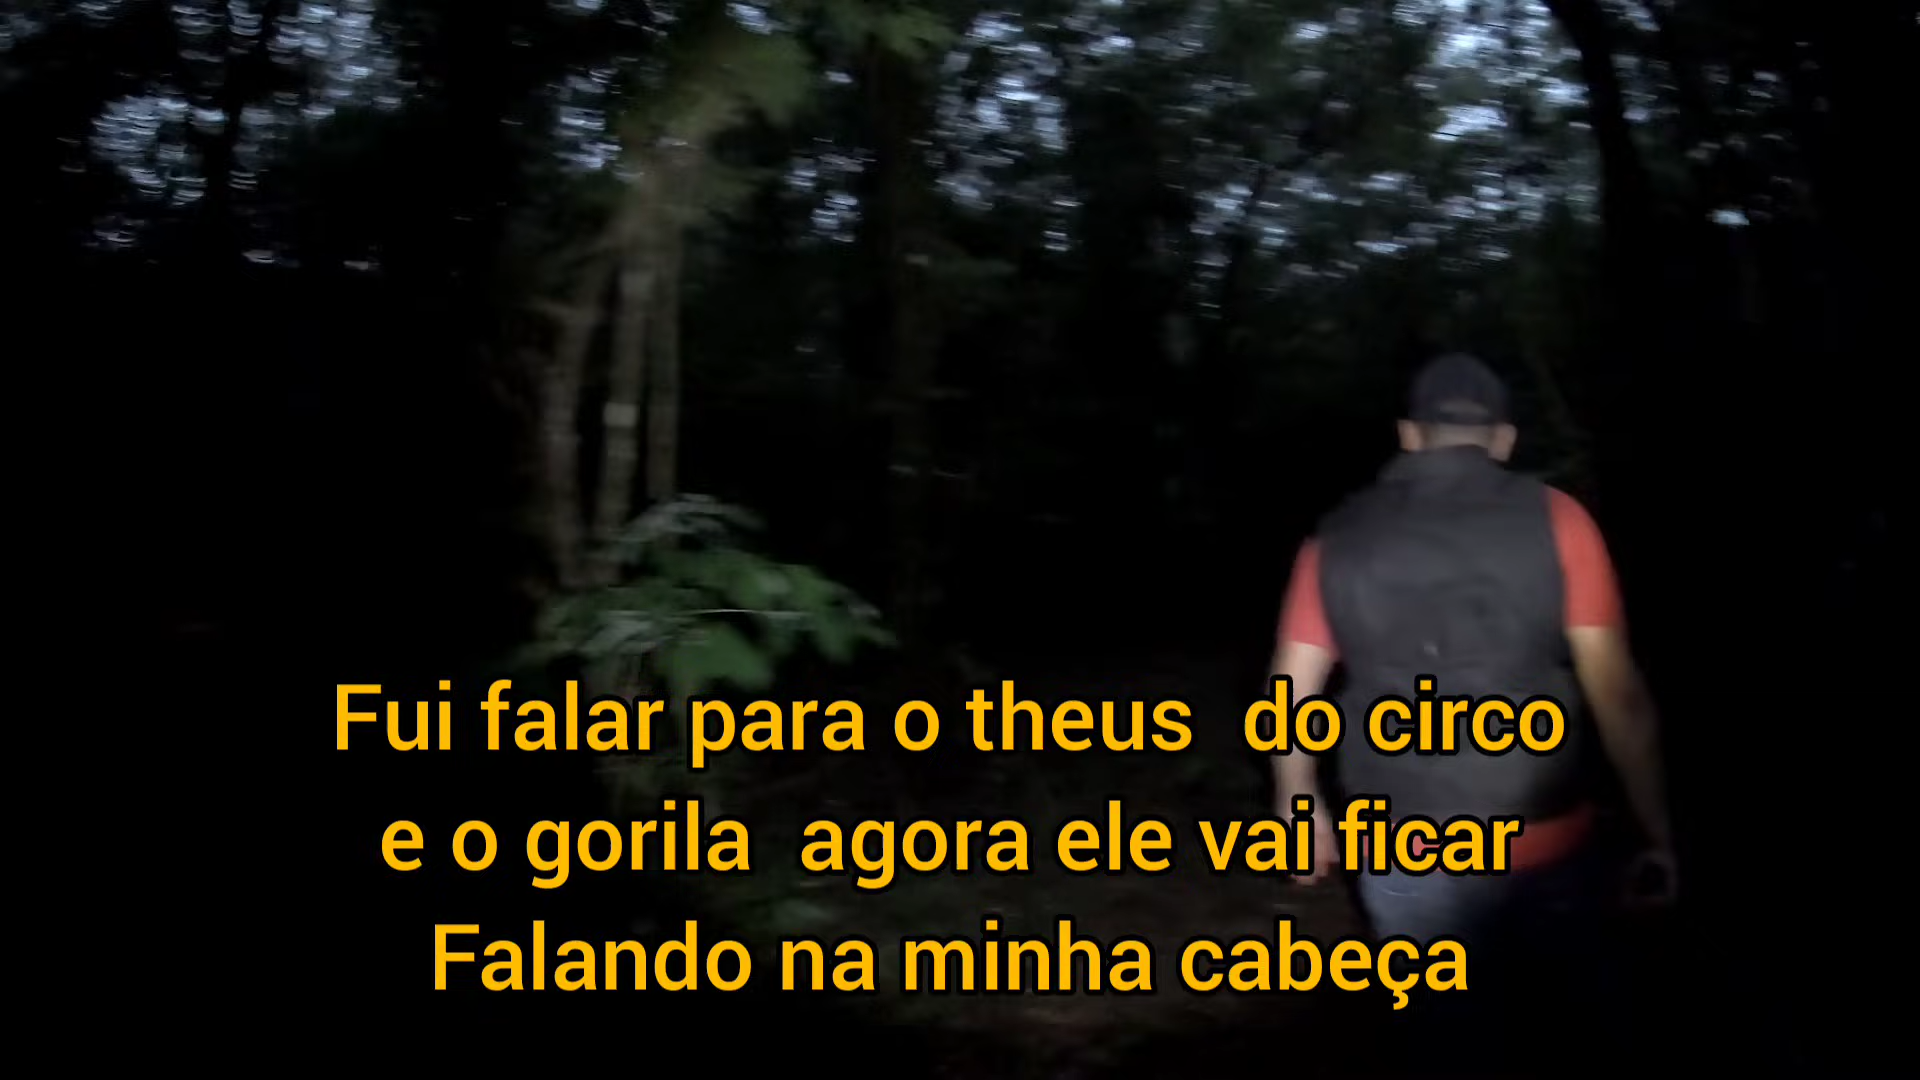 Fui falar para o theus do circo
e o gorila agora ele vai ficar
Falando na minha cabeça